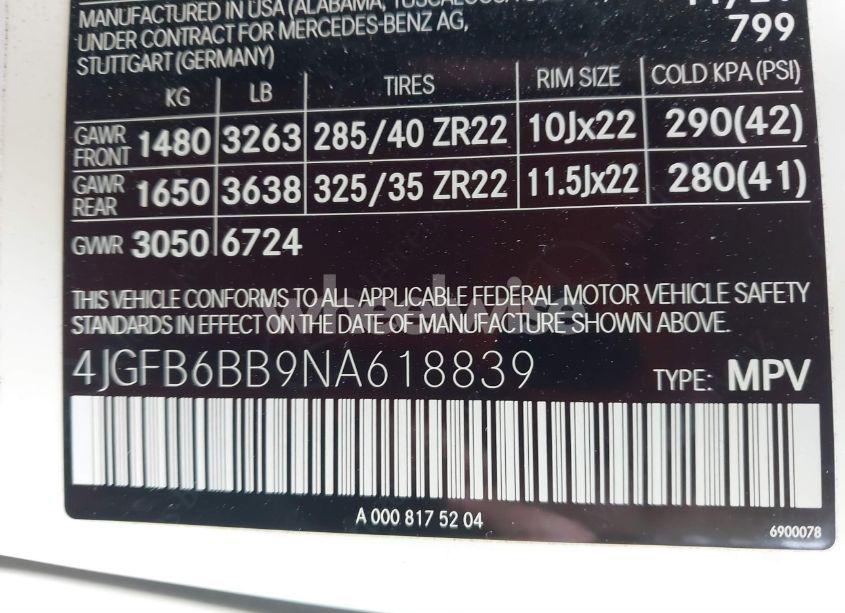 MANUFACTURED IN USA (ALABAMA,
799
UNDER CONTRACT FOR MERCEDES-BENZ AG,
STUTTGART (GERMANY)
KG LB TIRES RIM SIZE COLD KPA (PSI)
GAWR FRONT 1480 3263 285/40 ZR22 10Jx22 290(42)
GAWR REAR 1650 3638 325/35 ZR22 11.5Jx22 280(41)
GVWR 3050 6724
THIS VEHICLE CONFORMS TO ALL APPLICABLE FEDERAL MOTOR VEHICLE SAFETY
STANDARDS IN EFFECT ON THE DATE OF MANUFACTURE SHOWN ABOVE.
4JGFB6BB9NA618839 TYPE: MPV
A 000 817 52 04
6900078